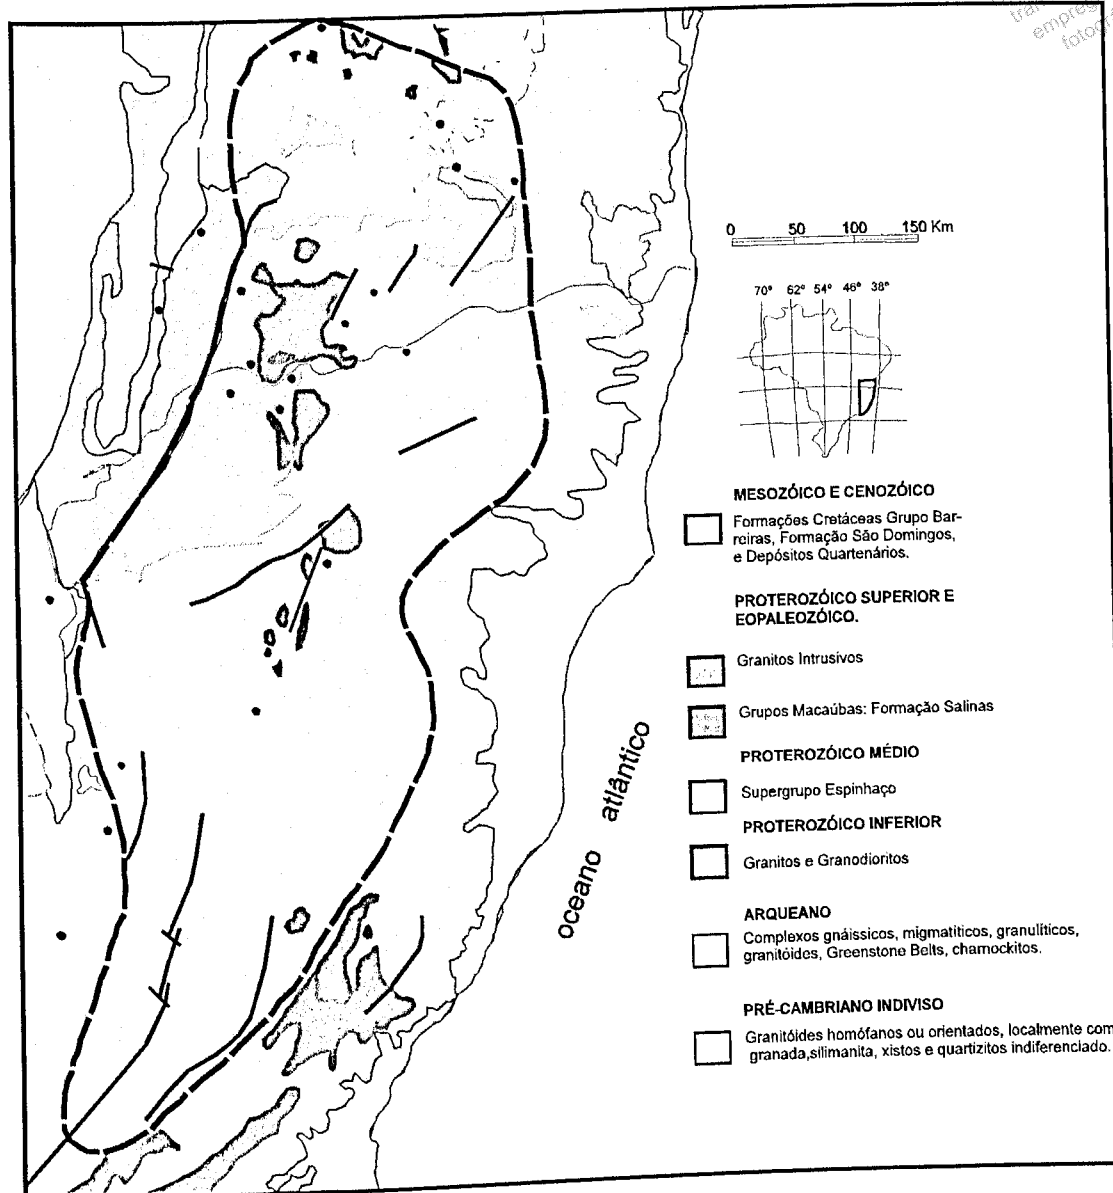 0 50 100 150 Km
70° 62° 54° 46° 38°
MESOZÓICO E CENOZÓICO
Formações Cretáceas Grupo Bar-
reiras, Formação São Domingos,
e Depósitos Quartenários.
PROTEROZÓICO SUPERIOR E
EOPALEOZÓICO.
Granitos Intrusivos
Grupos Macaúbas: Formação Salinas
PROTEROZÓICO MÉDIO
Supergrupo Espinhaço
PROTEROZÓICO INFERIOR
Granitos e Granodioritos
ARQUEANO
Complexos gnáissicos, migmatíticos, granulíticos,
granitóides, Greenstone Belts, charnockitos.
PRÉ-CAMBRIANO INDIVISO
Granitóides homófanos ou orientados, localmente com
granada,silimanita, xistos e quartizitos indiferenciado.
oceano atlântico